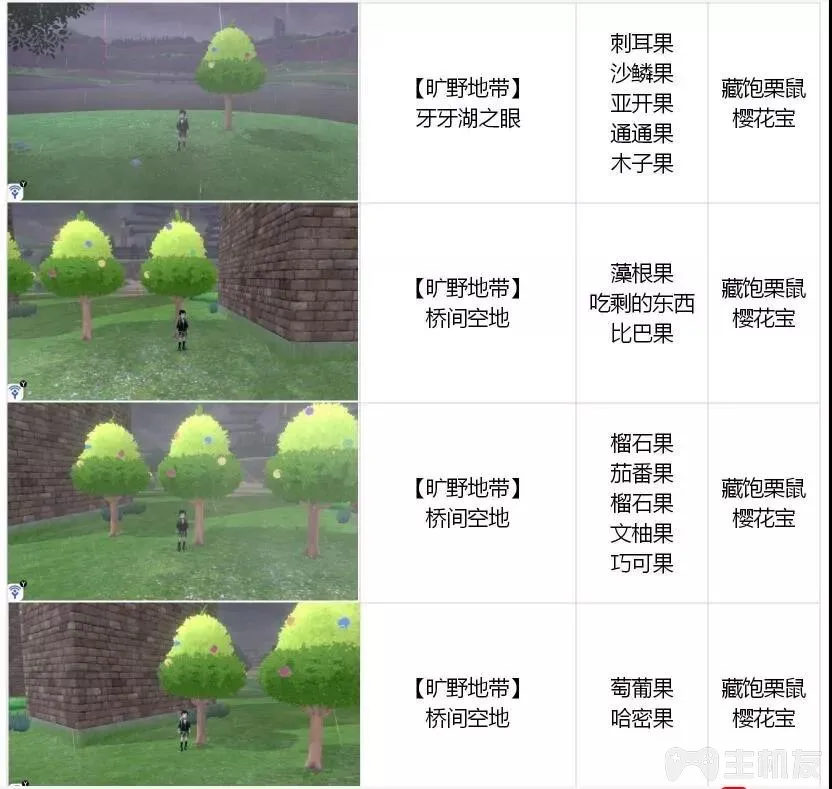 【旷野地带】
牙牙湖之眼
刺耳果
沙鳞果
亚开果
通通果
木子果
藏饱栗鼠
樱花宝
Y
【旷野地带】
桥间空地
藻根果
吃剩的东西
比巴果
藏饱栗鼠
樱花宝
Y
【旷野地带】
桥间空地
榴石果
茄番果
榴石果
文柚果
巧可果
藏饱栗鼠
樱花宝
Y
【旷野地带】
桥间空地
萄葡果
哈密果
藏饱栗鼠
樱花宝
主机友